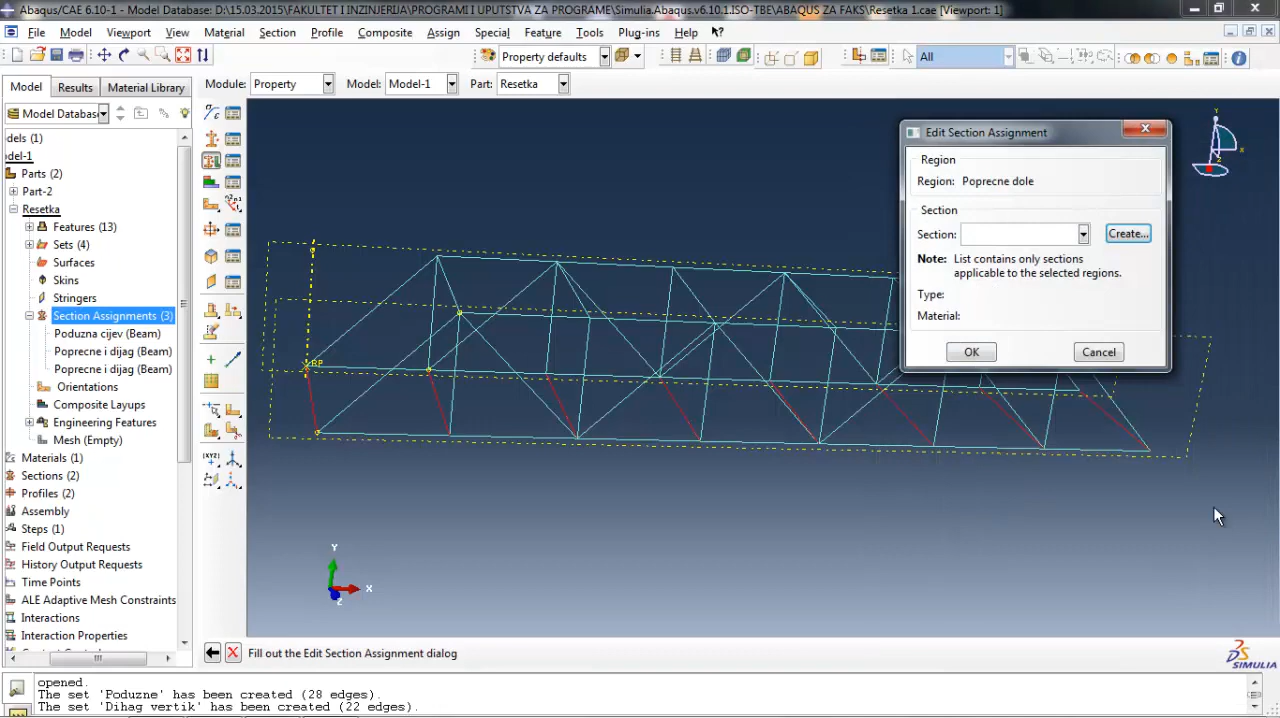 Abaqus/CAE 6.10-1 - Model Database: D:\15.03.2015\FAKULTET I INZINJERIJA\PROGRAMI I UPUTSTVA ZA PROGRAME\Simulia.Abaqus.v6.10.1.ISO-TBE\ABAQUS ZA FAKS\Resetka 1.cae [Viewport: 1]
File Model Viewport View Material Section Profile Composite Assign Special Feature Tools Plug-ins Help
Property defaults
All
Model Results Material Library
Module: Property Model: Model-1 Part: Resetka
Model Databas
dels (1)
del-1
Parts (2)
Part-2
Resetka
Features (13)
Sets (4)
Surfaces
Skins
Stringers
Section Assignments (3)
Poduzna cijev (Beam)
Poprecne i dijag (Beam)
Poprecne i dijag (Beam)
Orientations
Composite Layups
Engineering Features
Mesh (Empty)
Materials (1)
Sections (2)
Profiles (2)
Assembly
Steps (1)
Field Output Requests
History Output Requests
Time Points
ALE Adaptive Mesh Constraints
Interactions
Interaction Properties
Edit Section Assignment
Region
Region: Poprecne dole
Section
Section:
Create...
Note: List contains only sections
applicable to the selected regions.
Type:
Material:
OK
Cancel
RP
Y
X
Z
Y
X
Z
Fill out the Edit Section Assignment dialog
SIMULIA
opened.
The set 'Poduzne' has been created (28 edges).
The set 'Dihag vertik' has been created (22 edges).